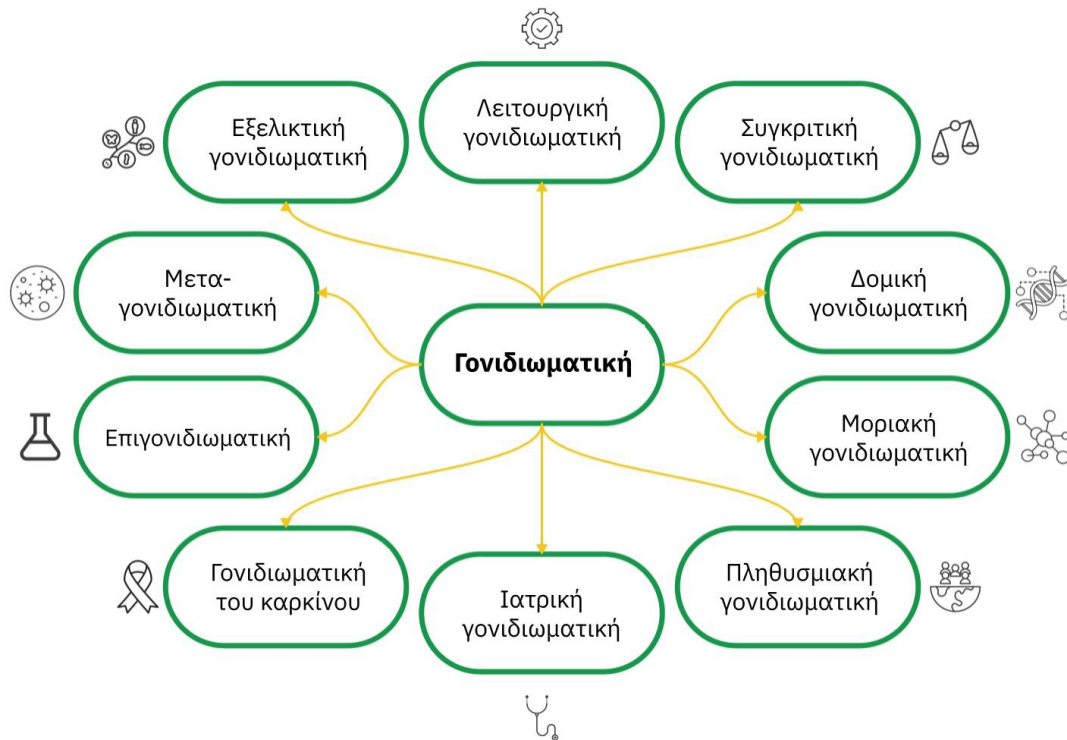 Λειτουργική
γονιδιωματική
Εξελικτική
γονιδιωματική
Συγκριτική
γονιδιωματική
Μετα-
γονιδιωματική
Δομική
γονιδιωματική
Γονιδιωματική
Επιγονιδιωματική
Μοριακή
γονιδιωματική
Γονιδιωματική
του καρκίνου
Ιατρική
γονιδιωματική
Πληθυσμιακή
γονιδιωματική